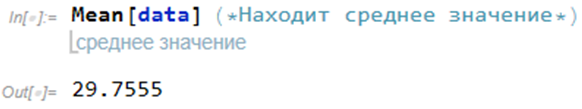 In[∘]:= Mean[data] (*Находит среднее значение*)
среднее значение
Out[∘]= 29.7555